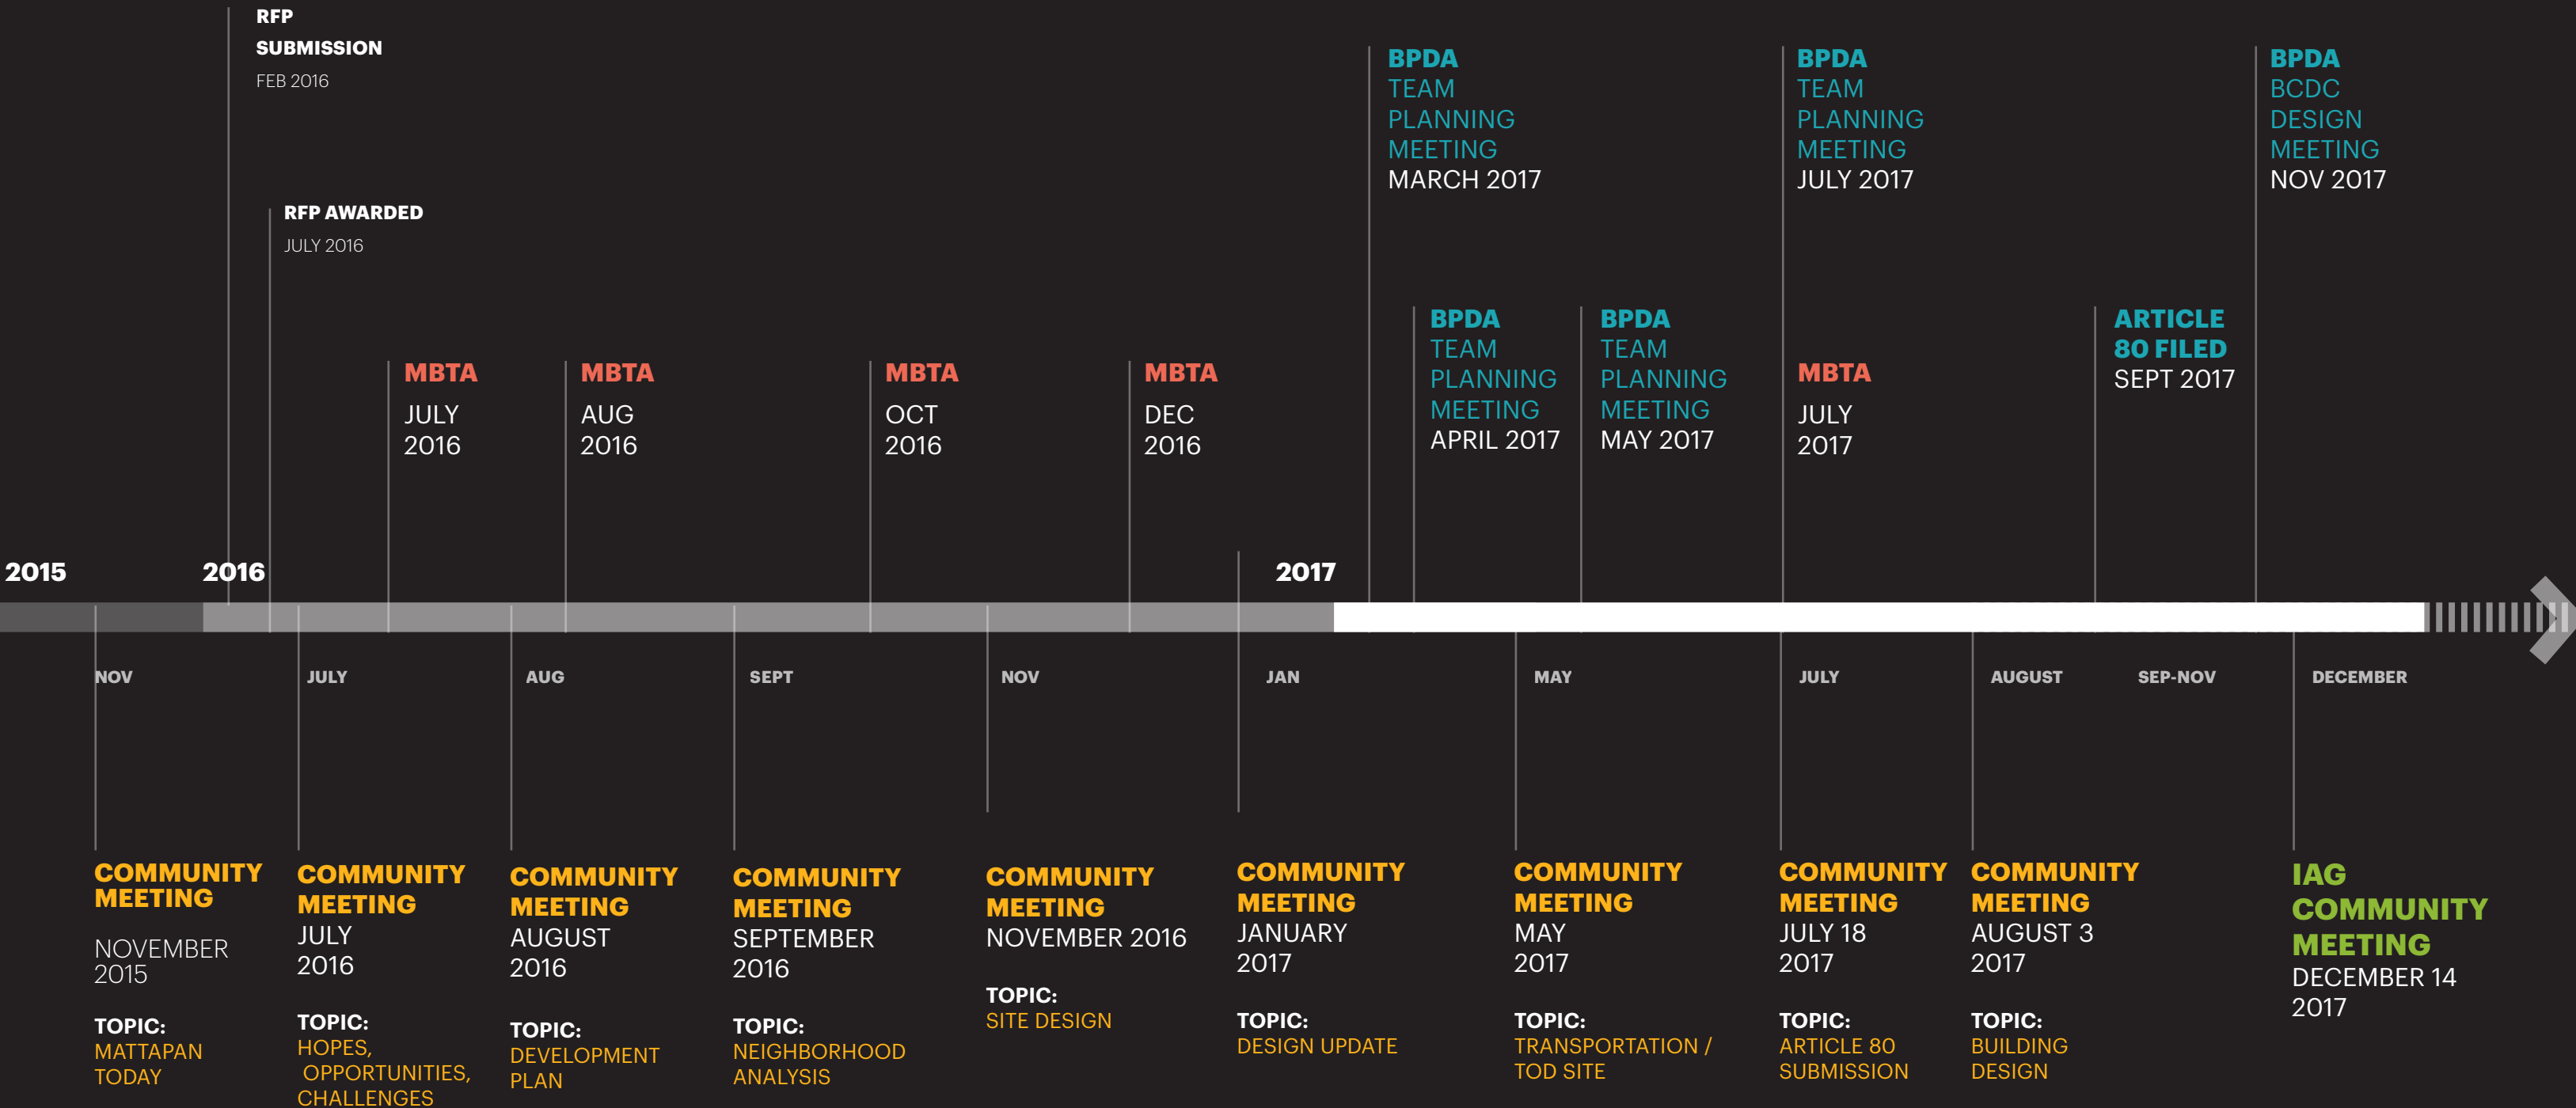 RFP
SUBMISSION
FEB 2016
RFP AWARDED
JULY 2016
MBTA
JULY
2016
MBTA
AUG
2016
MBTA
OCT
2016
MBTA
DEC
2016
BPDA
TEAM
PLANNING
MEETING
MARCH 2017
BPDA
TEAM
PLANNING
MEETING
APRIL 2017
BPDA
TEAM
PLANNING
MEETING
MAY 2017
BPDA
TEAM
PLANNING
MEETING
JULY 2017
MBTA
JULY
2017
ARTICLE
80 FILED
SEPT 2017
BPDA
BCDC
DESIGN
MEETING
NOV 2017
2015
2016
2017
NOV
JULY
AUG
SEPT
NOV
JAN
MAY
JULY
AUGUST
SEP-NOV
DECEMBER
COMMUNITY
MEETING
NOVEMBER
2015
TOPIC:
MATTAPAN
TODAY
COMMUNITY
MEETING
JULY
2016
TOPIC:
HOPES,
OPPORTUNITIES,
CHALLENGES
COMMUNITY
MEETING
AUGUST
2016
TOPIC:
DEVELOPMENT
PLAN
COMMUNITY
MEETING
SEPTEMBER
2016
TOPIC:
NEIGHBORHOOD
ANALYSIS
COMMUNITY
MEETING
NOVEMBER 2016
TOPIC:
SITE DESIGN
COMMUNITY
MEETING
JANUARY
2017
TOPIC:
DESIGN UPDATE
COMMUNITY
MEETING
MAY
2017
TOPIC:
TRANSPORTATION /
TOD SITE
COMMUNITY
MEETING
JULY 18
2017
TOPIC:
ARTICLE 80
SUBMISSION
COMMUNITY
MEETING
AUGUST 3
2017
TOPIC:
BUILDING
DESIGN
IAG
COMMUNITY
MEETING
DECEMBER 14
2017